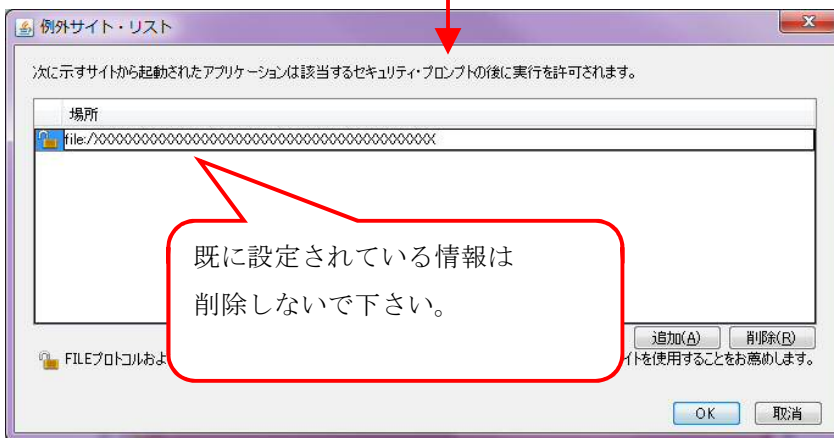 例外サイト・リスト
次に示すサイトから起動されたアプリケーションは該当するセキュリティ・プロンプトの後に実行を許可されます。
場所
file:/XXXXXXXXXXXXXXXXXXXXXXXXXXXXXXXXXXXXXXXXX
既に設定されている情報は
削除しないで下さい。
追加(A) 削除(R)
FILEプロトコルおよ イトを使用することをお薦めします。
OK 取消